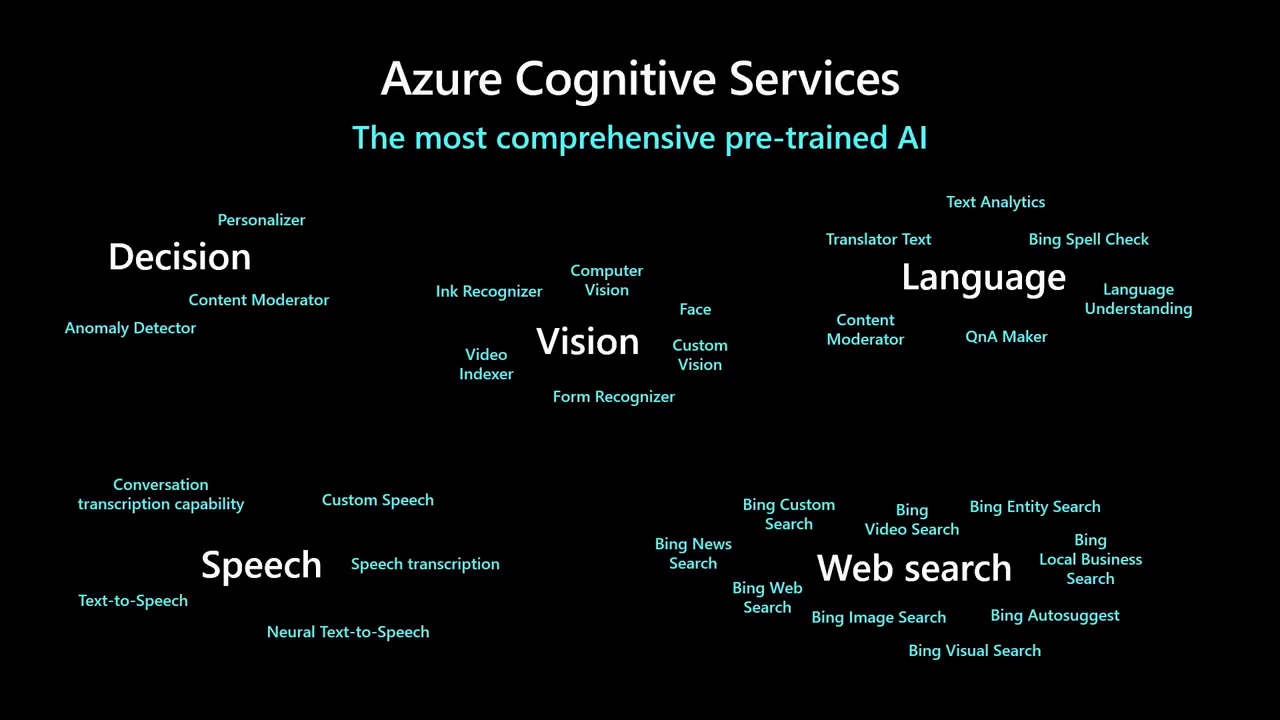 Azure Cognitive Services
The most comprehensive pre-trained AI
Personalizer
Decision
Content Moderator
Anomaly Detector
Ink Recognizer
Computer
Vision
Face
Vision
Video
Indexer
Custom
Vision
Form Recognizer
Text Analytics
Translator Text
Bing Spell Check
Language
Language
Understanding
Content
Moderator
QnA Maker
Conversation
transcription capability
Custom Speech
Speech
Speech transcription
Text-to-Speech
Neural Text-to-Speech
Bing Custom
Search
Bing
Video Search
Bing Entity Search
Bing News
Search
Web search
Bing
Local Business
Search
Bing Web
Search
Bing Image Search
Bing Autosuggest
Bing Visual Search